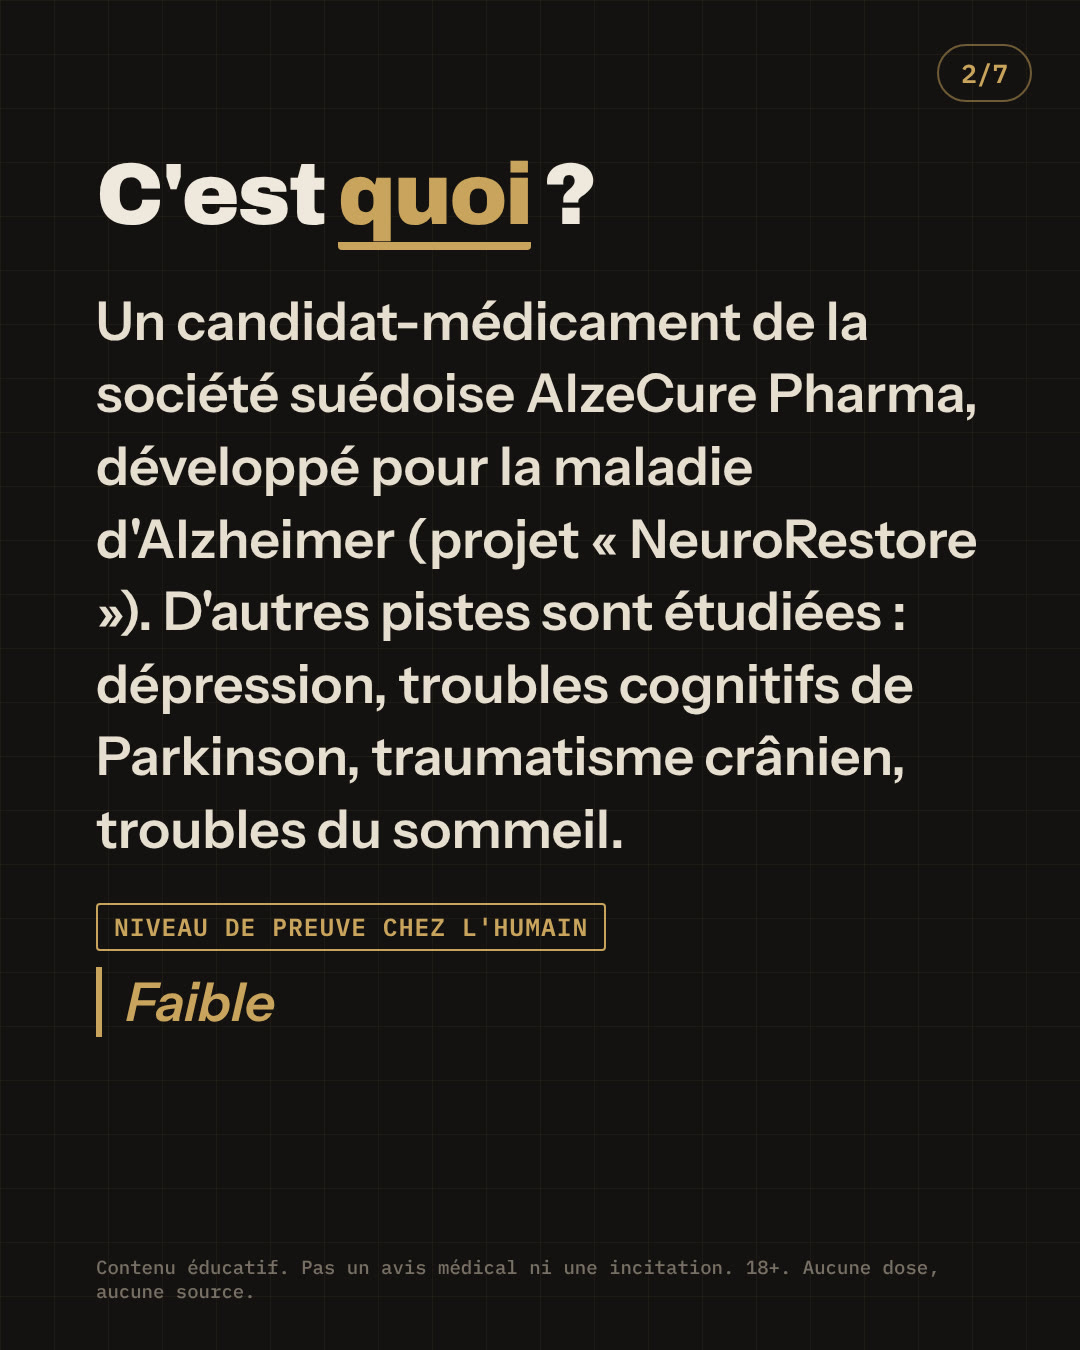 2/7
C'est quoi ?
Un candidat-médicament de la
société suédoise AlzeCure Pharma,
développé pour la maladie
d'Alzheimer (projet « NeuroRestore
»). D'autres pistes sont étudiées :
dépression, troubles cognitifs de
Parkinson, traumatisme crânien,
troubles du sommeil.
NIVEAU DE PREUVE CHEZ L'HUMAIN
Faible
Contenu éducatif. Pas un avis médical ni une incitation. 18+. Aucune dose,
aucune source.